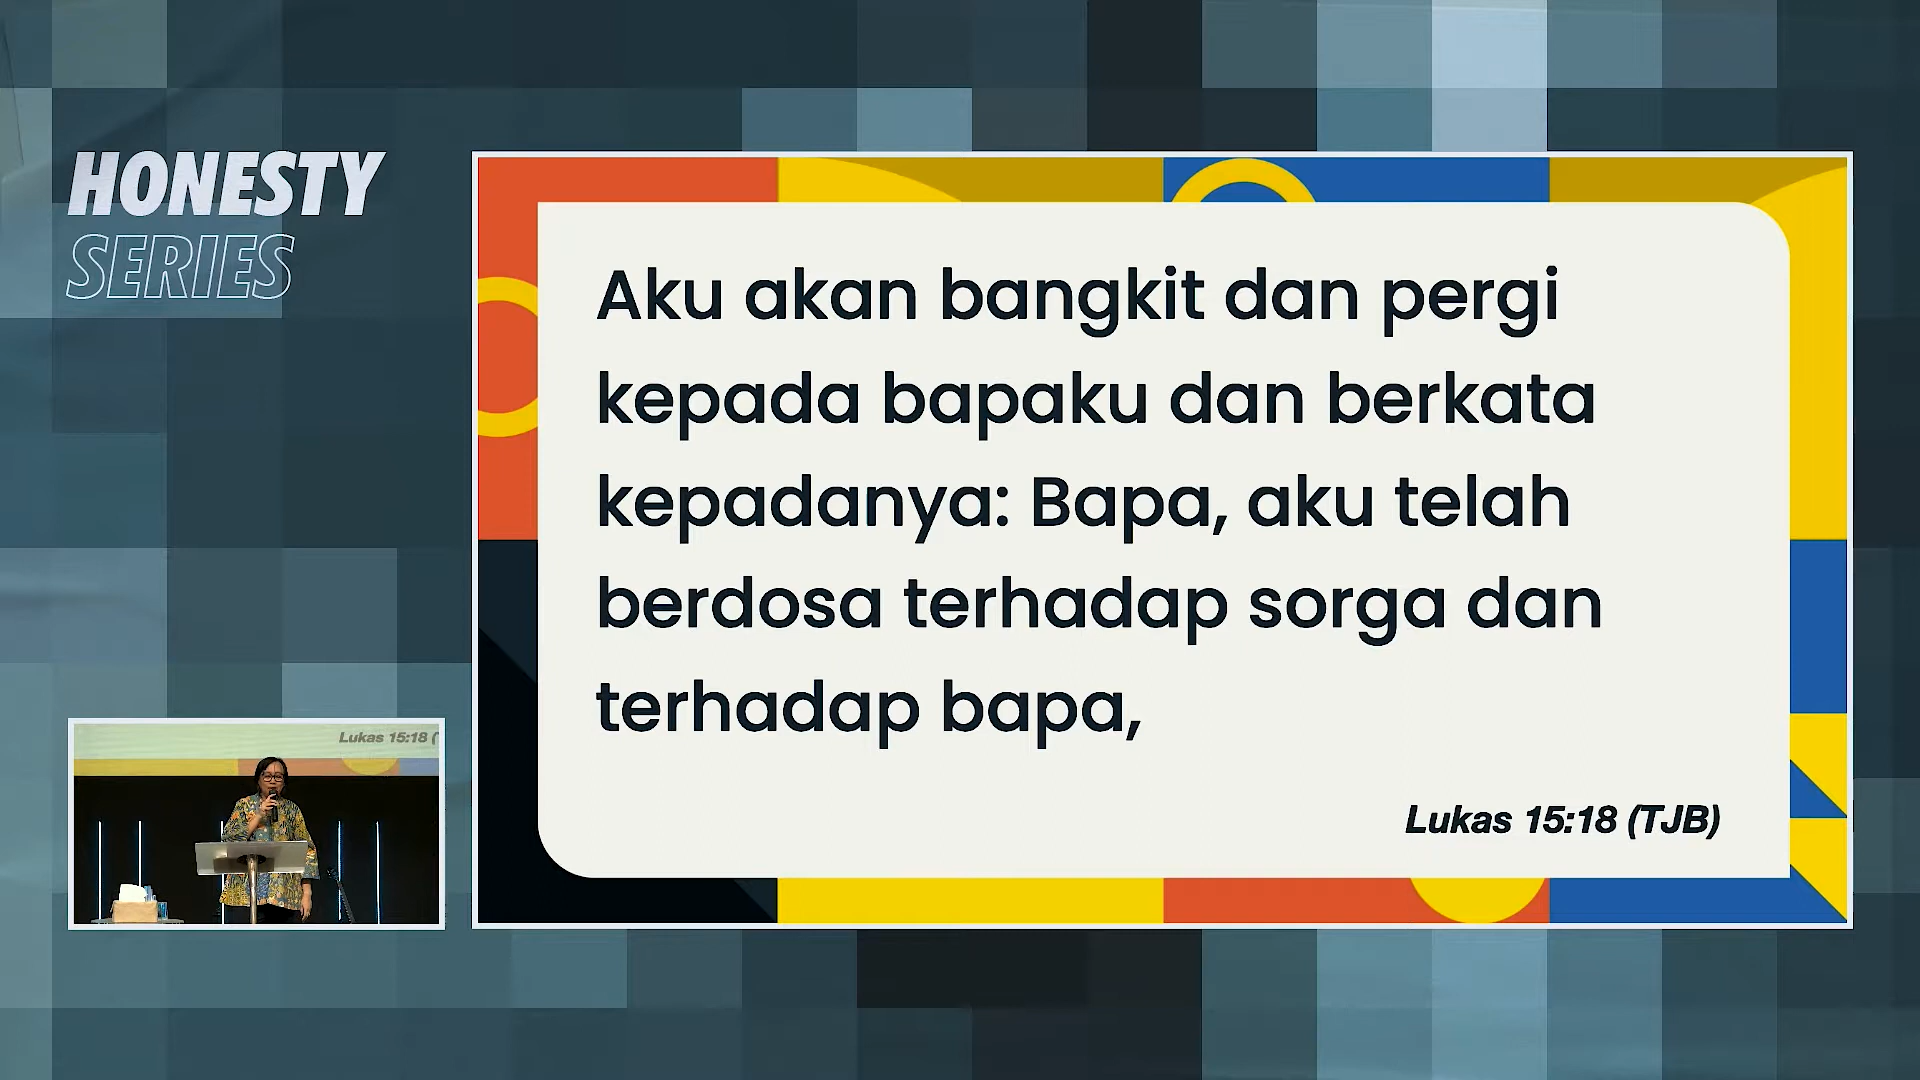 HONESTY
SERIES
Aku akan bangkit dan pergi
kepada bapaku dan berkata
kepadanya: Bapa, aku telah
berdosa terhadap sorga dan
terhadap bapa,
Lukas 15:18 (TJB)
Lukas 15:18 (